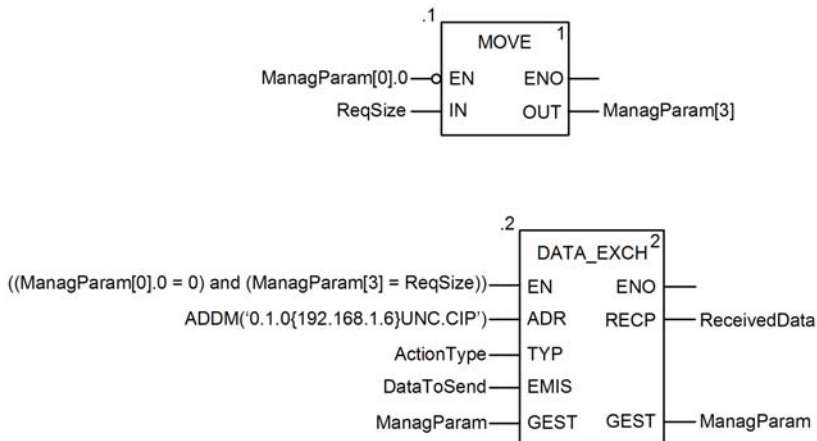 .1
MOVE 1
ManagParam[0].0 EN ENO
ReqSize IN OUT ManagParam[3]
.2
DATA_EXCH 2
((ManagParam[0].0 = 0) and (ManagParam[3] = ReqSize)) EN ENO
ADDM(‘0.1.0{192.168.1.6}UNC.CIP’) ADR RECP ReceivedData
ActionType TYP
DataToSend EMIS
ManagParam GEST GEST ManagParam